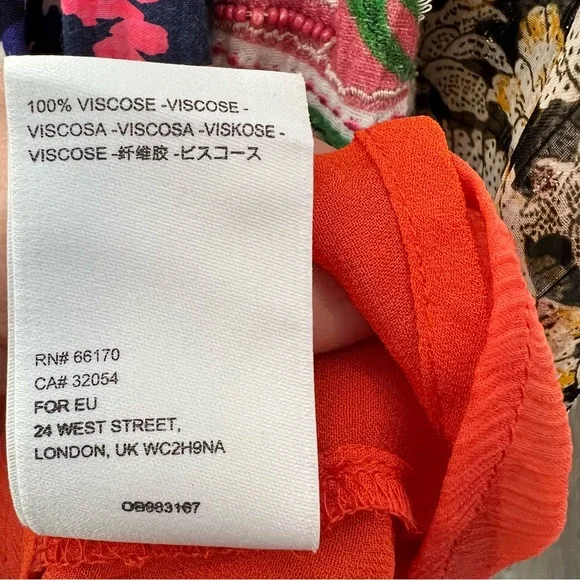 100% VISCOSE -VISCOSE -
VISCOSA -VISCOSA -VISKOSE -
VISCOSE -纤维胶 -ビスコース
RN# 66170
CA# 32054
FOR EU
24 WEST STREET,
LONDON, UK WC2H9NA
OB983167